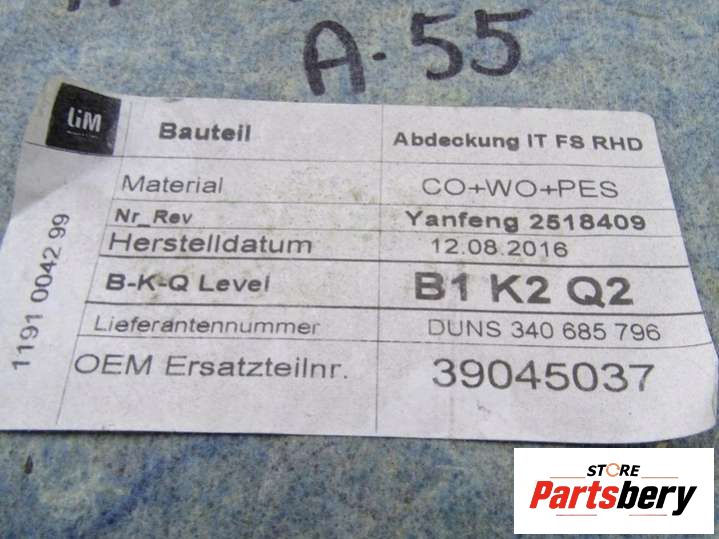 A-55
LiM
Bauteil Abdeckung IT FS RHD
Material CO+WO+PES
Nr_Rev Yanfeng 2518409
Herstelldatum 12.08.2016
B-K-Q Level B1 K2 Q2
Lieferantennummer DUNS 340 685 796
OEM Ersatzteilnr. 39045037
1191 0042 99
STORE
Partsbery